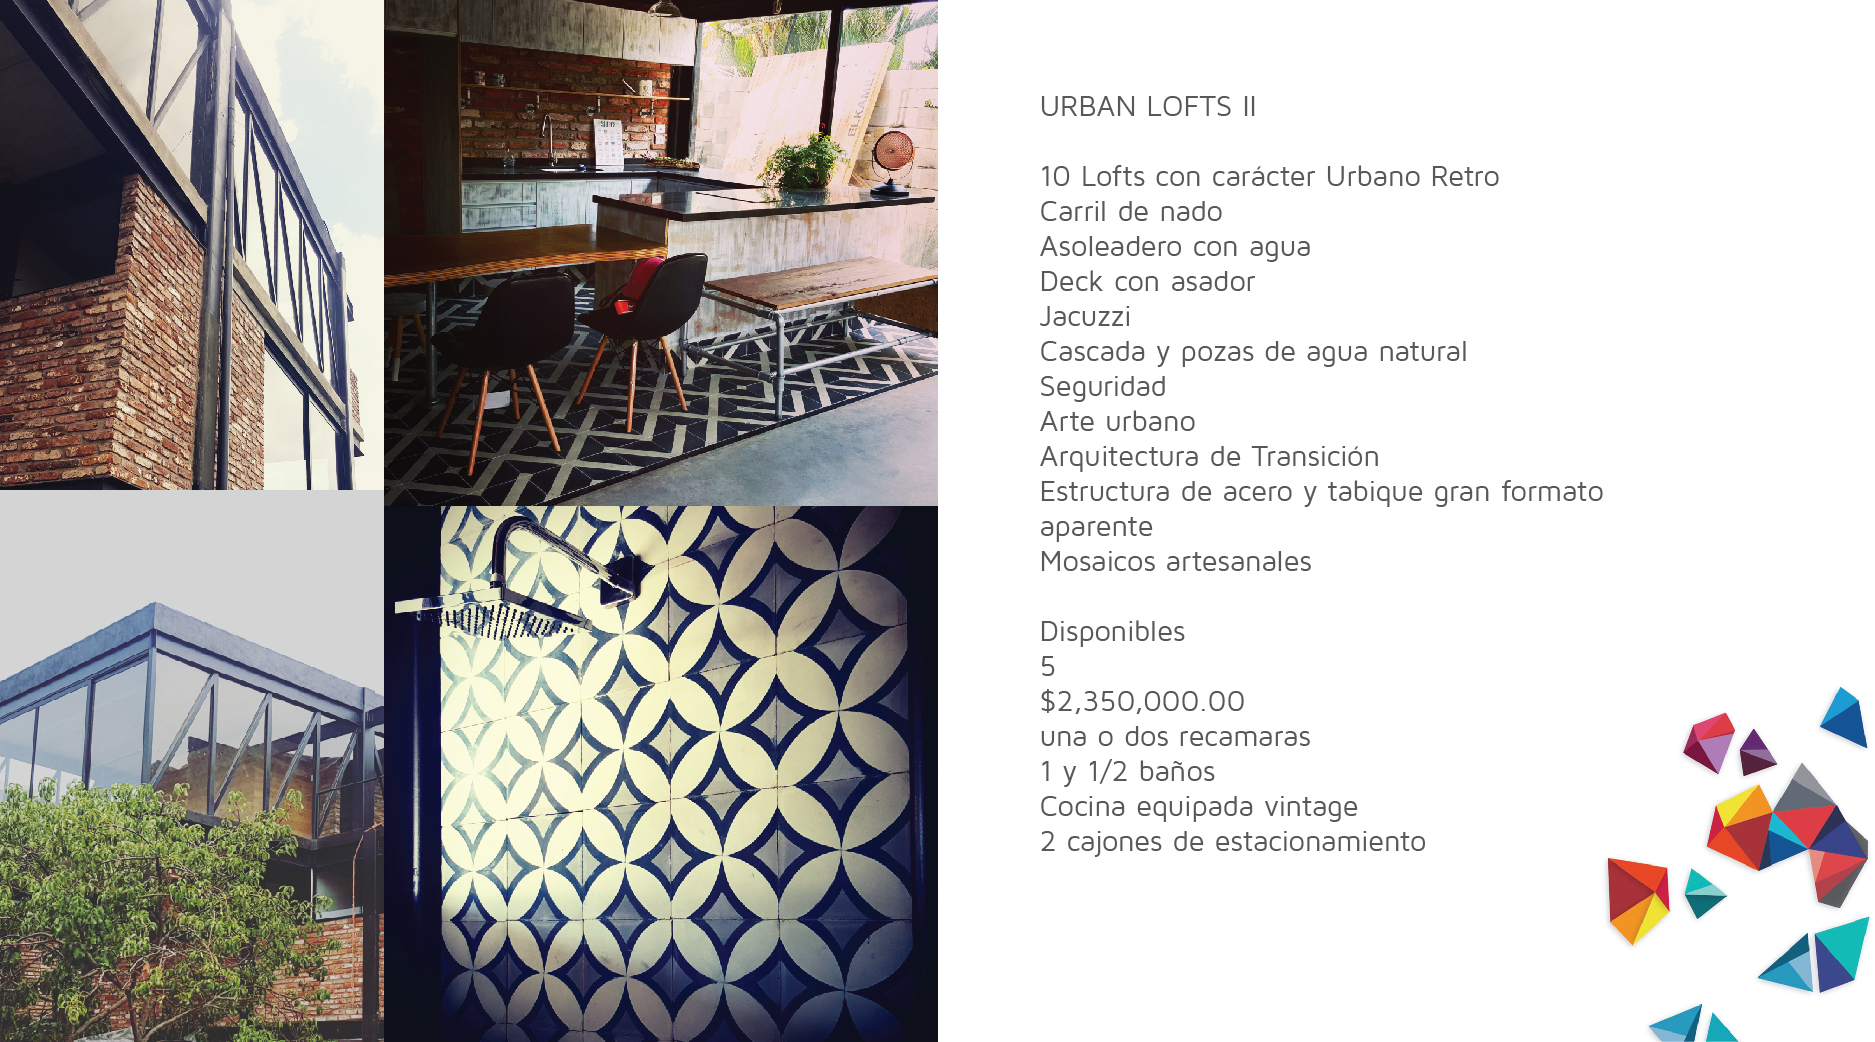 URBAN LOFTS II
10 Lofts con carácter Urbano Retro
Carril de nado
Asoleadero con agua
Deck con asador
Jacuzzi
Cascada y pozas de agua natural
Seguridad
Arte urbano
Arquitectura de Transición
Estructura de acero y tabique gran formato
aparente
Mosaicos artesanales
Disponibles
5
$2,350,000.00
una o dos recamaras
1 y 1/2 baños
Cocina equipada vintage
2 cajones de estacionamiento